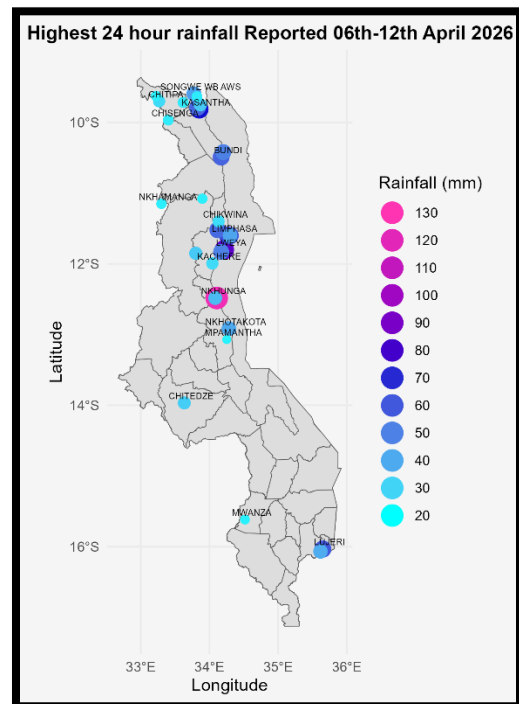 Highest 24 hour rainfall Reported 06th-12th April 2026
SONGWE WB AWS
CHITIPA
KASANTHA
CHISENGA
BUNDI
NKHAMANGA
CHIKWINA
LIMPHASA
LWEYA
KACHERE
NKHUNGA
NKHOTAKOTA
MPAMANTHA
CHITEDZE
MWANZA
LUJERI
10°S
12°S
14°S
16°S
33°E
34°E
35°E
36°E
Latitude
Longitude
Rainfall (mm)
130
120
110
100
90
80
70
60
50
40
30
20